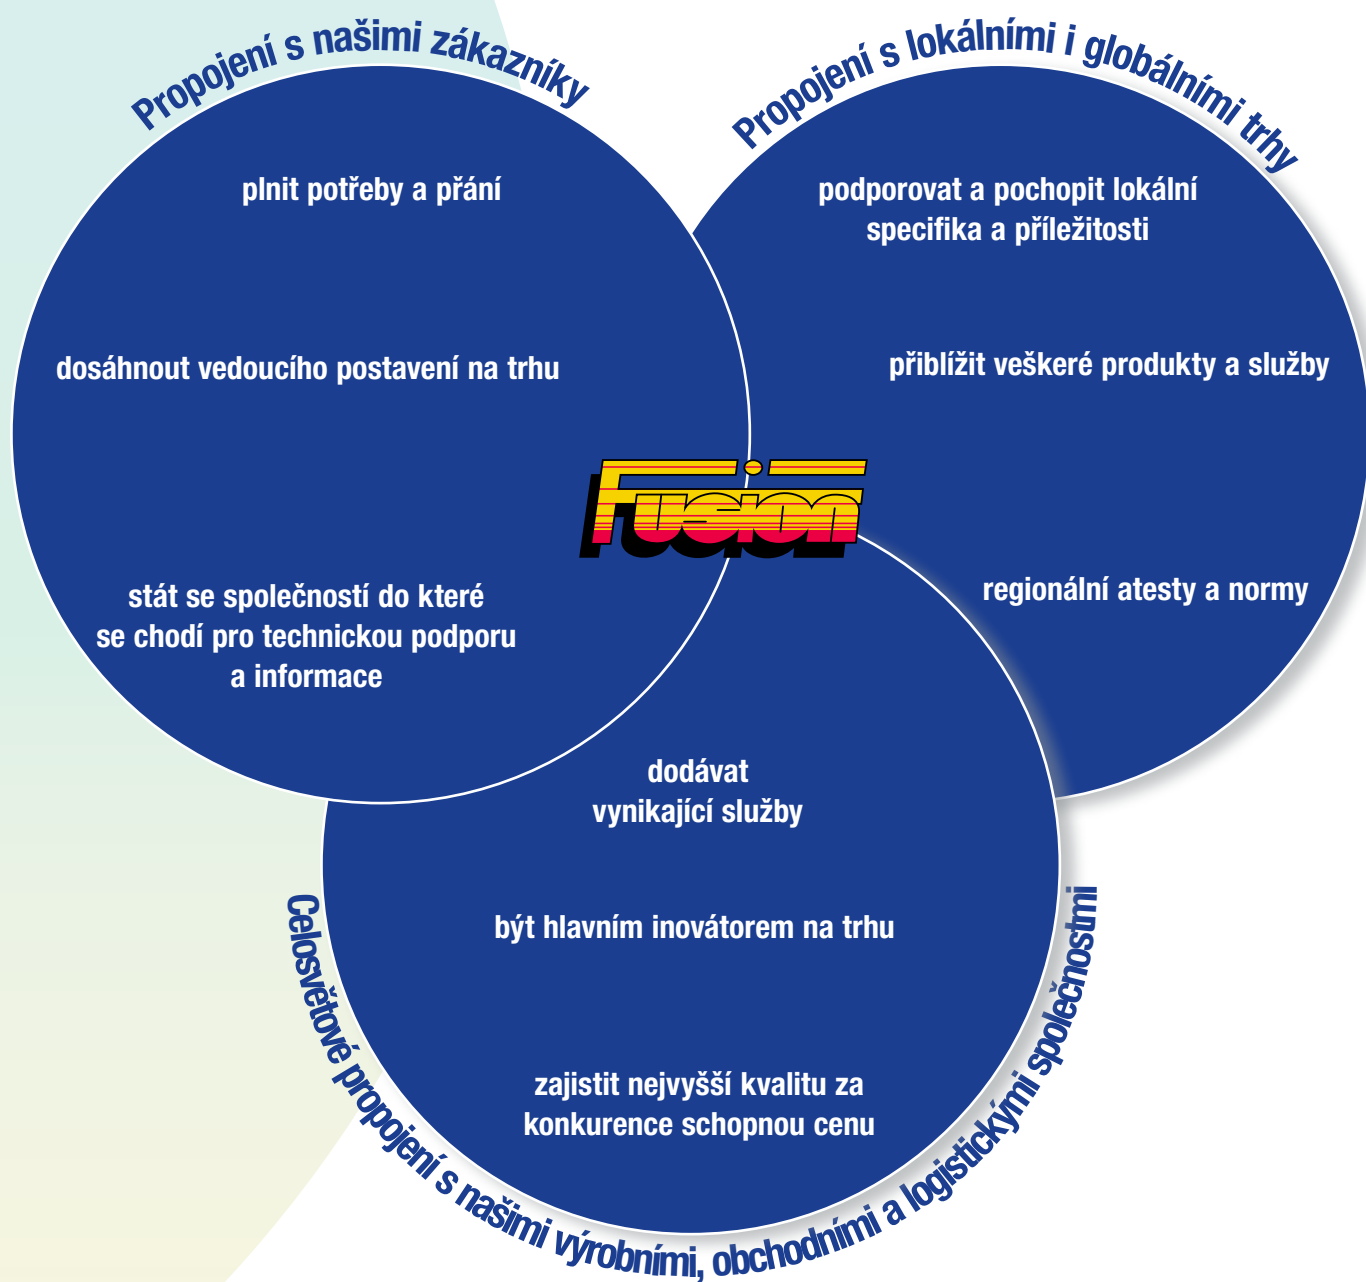 Propojení s našimi zákazníky
plnit potřeby a přání
dosáhnout vedoucího postavení na trhu
stát se společností do které
se chodí pro technickou podporu
a informace
Propojení s lokálními i globálními trhy
podporovat a pochopit lokální
specifika a příležitosti
přiblížit veškeré produkty a služby
regionální atesty a normy
Fusion
dodávat
vynikající služby
být hlavním inovátorem na trhu
zajistit nejvyšší kvalitu za
konkurence schopnou cenu
Celosvětové propojení s našimi výrobními, obchodními a logistickými společnostmi